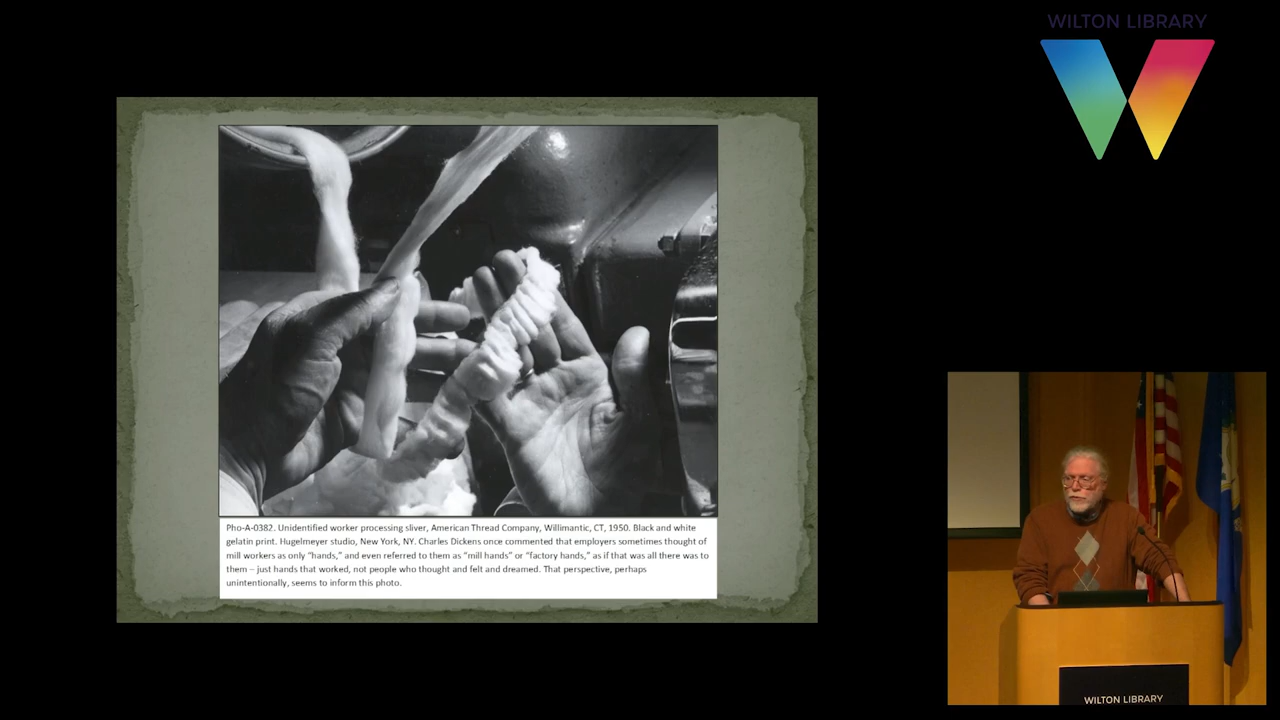 WILTON LIBRARY
Pho-A-0382. Unidentified worker processing sliver, American Thread Company, Willimantic, CT, 1950. Black and white
gelatin print. Hugelmeyer studio, New York, NY. Charles Dickens once commented that employers sometimes thought of
mill workers as only “hands,” and even referred to them as “mill hands” or “factory hands,” as if that was all there was to
them – just hands that worked, not people who thought and felt and dreamed. That perspective, perhaps
unintentionally, seems to inform this photo.
WILTON LIBRARY